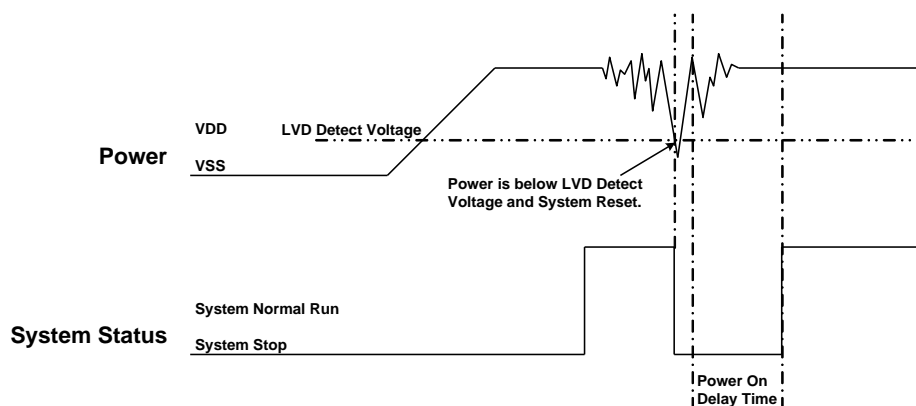 VDD
LVD Detect Voltage
Power
VSS
Power is below LVD Detect
Voltage and System Reset.
System Normal Run
System Status
System Stop
Power On
Delay Time